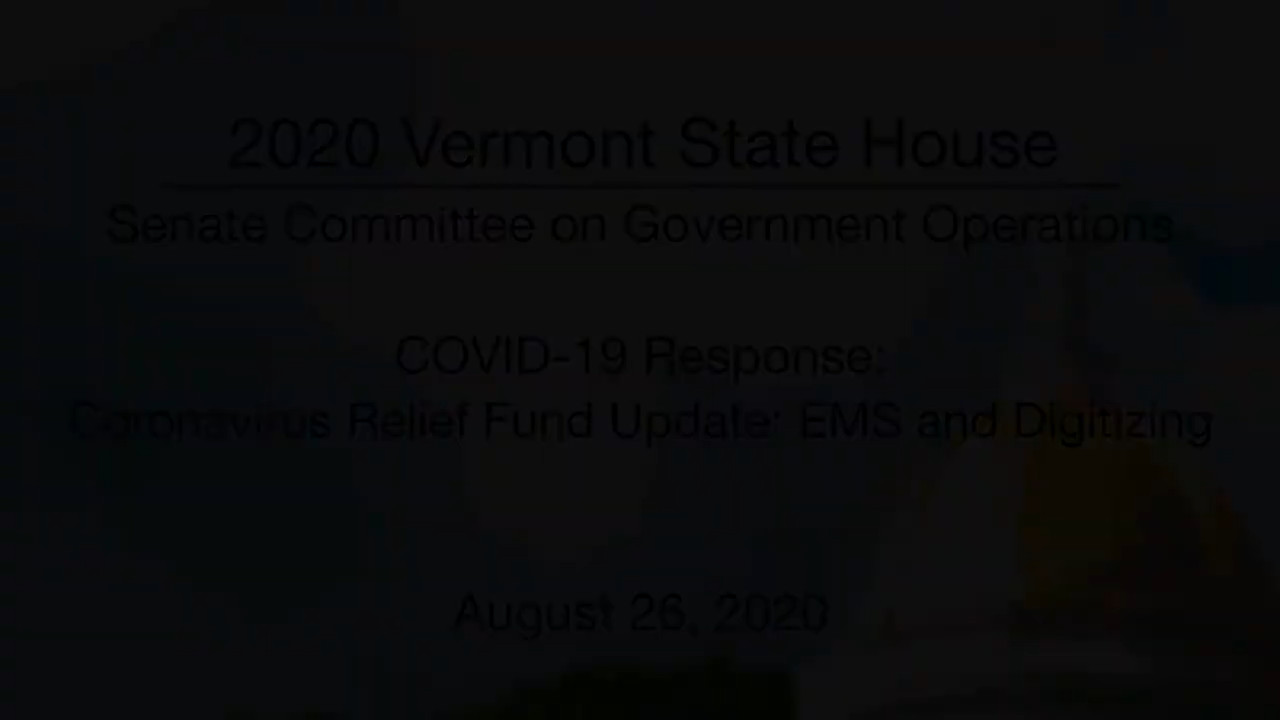 2020 Vermont State House
Senate Committee on Government Operations
COVID-19 Response:
Coronavirus Relief Fund Update: EMS and Digitizing
August 26, 2020